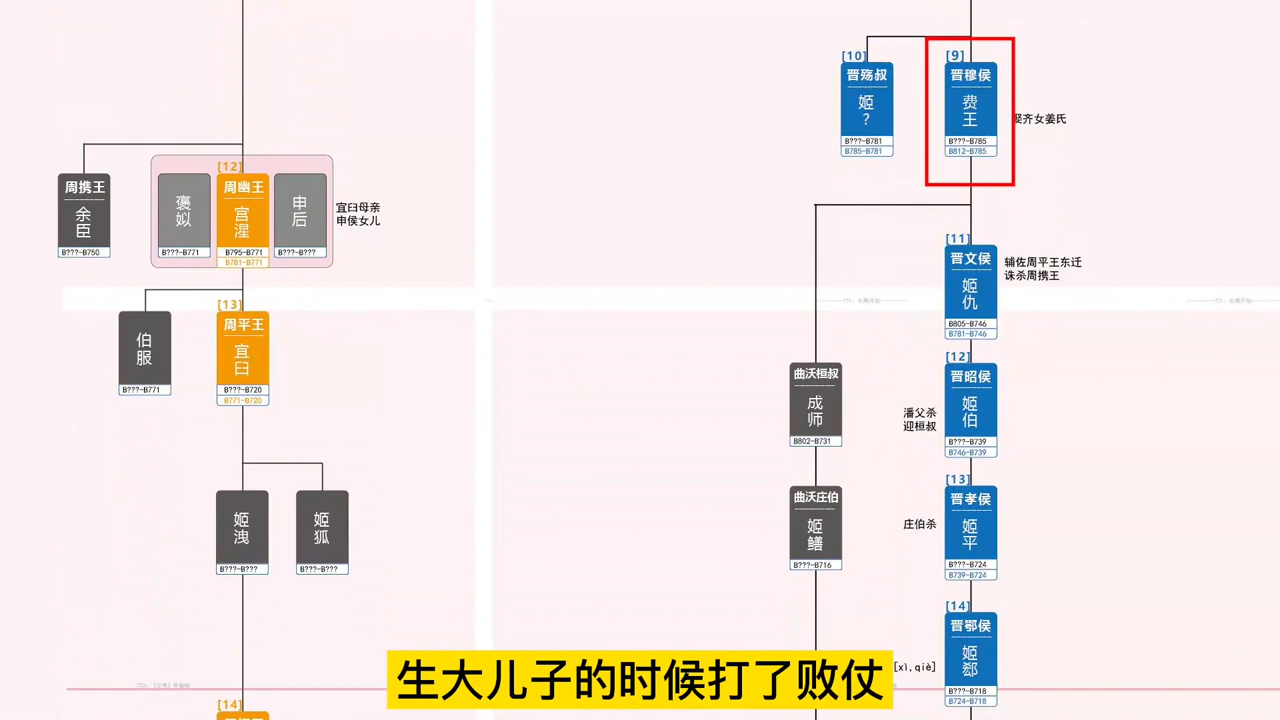 [12]
周携王
余
臣
B???-B750
褒
姒
B???-B771
周幽王
宫
湦
B795-B771
B781-B771
申
后
B???-B???
宜臼母亲
申侯女儿
[13]
伯
服
B???-B771
周平王
宜
臼
B???-B720
B771-B720
姬
洩
B???-B???
姬
狐
B???-B???
[14]
[10]
晋殇叔
姬
?
B???-B781
B785-B781
[9]
晋穆侯
费
王
B???-B785
B812-B785
娶齐女姜氏
[11]
晋文侯
姬
仇
B805-B746
B781-B746
辅佐周平王东迁
诛杀周携王
曲沃桓叔
成
师
B802-B731
[12]
晋昭侯
姬
伯
B???-B739
B746-B739
潘父杀
迎桓叔
曲沃庄伯
姬
鳝
B???-B716
[13]
晋孝侯
姬
平
B???-B724
B739-B724
庄伯杀
[14]
晋鄂侯
姬
郄
B???-B718
B724-B718
[xì,qiè]
生大儿子的时候打了败仗